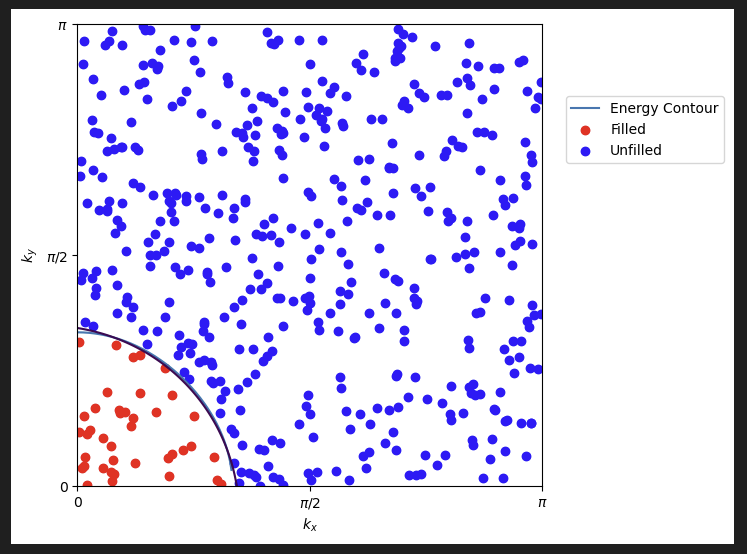 π
Energy Contour
Filled
Unfilled
k_y
π/2
0
0
π/2
π
k_x